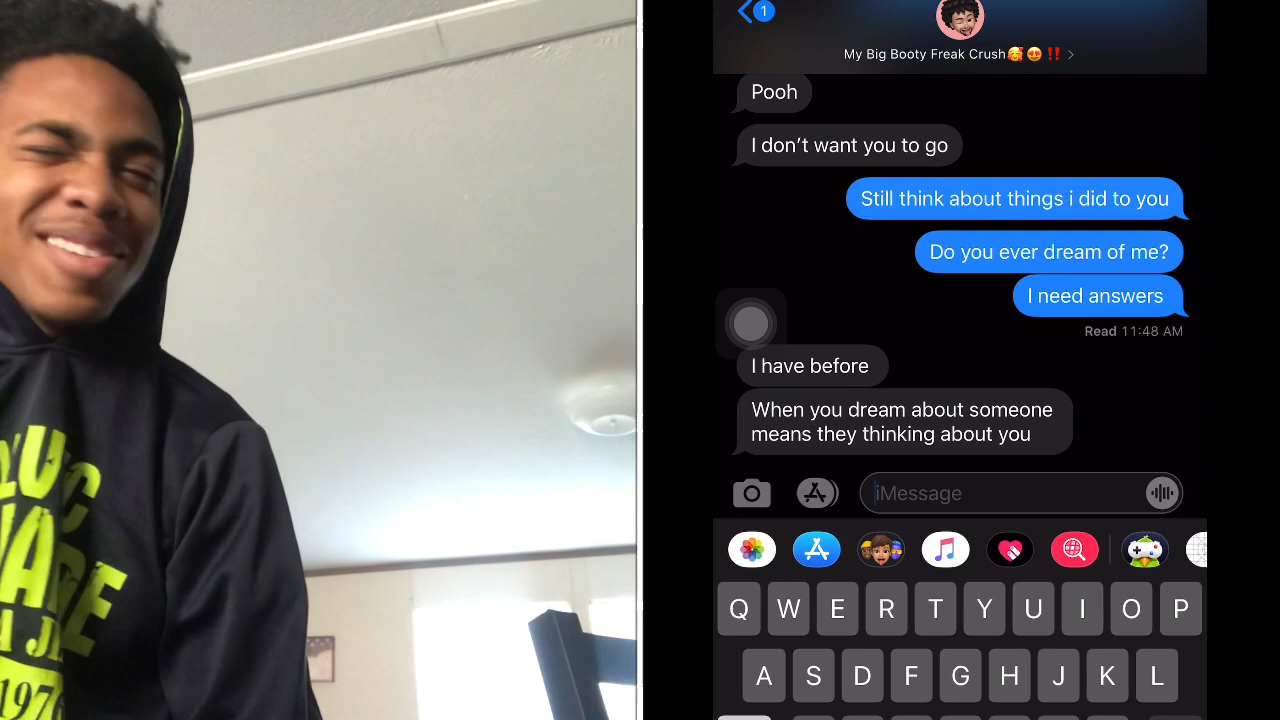 1
My Big Booty Freak Crush🥰😍‼️ >
Pooh
I don’t want you to go
Still think about things i did to you
Do you ever dream of me?
I need answers
Read 11:48 AM
I have before
When you dream about someone
means they thinking about you
iMessage
Q W E R T Y U I O P
A S D F G H J K L
1976